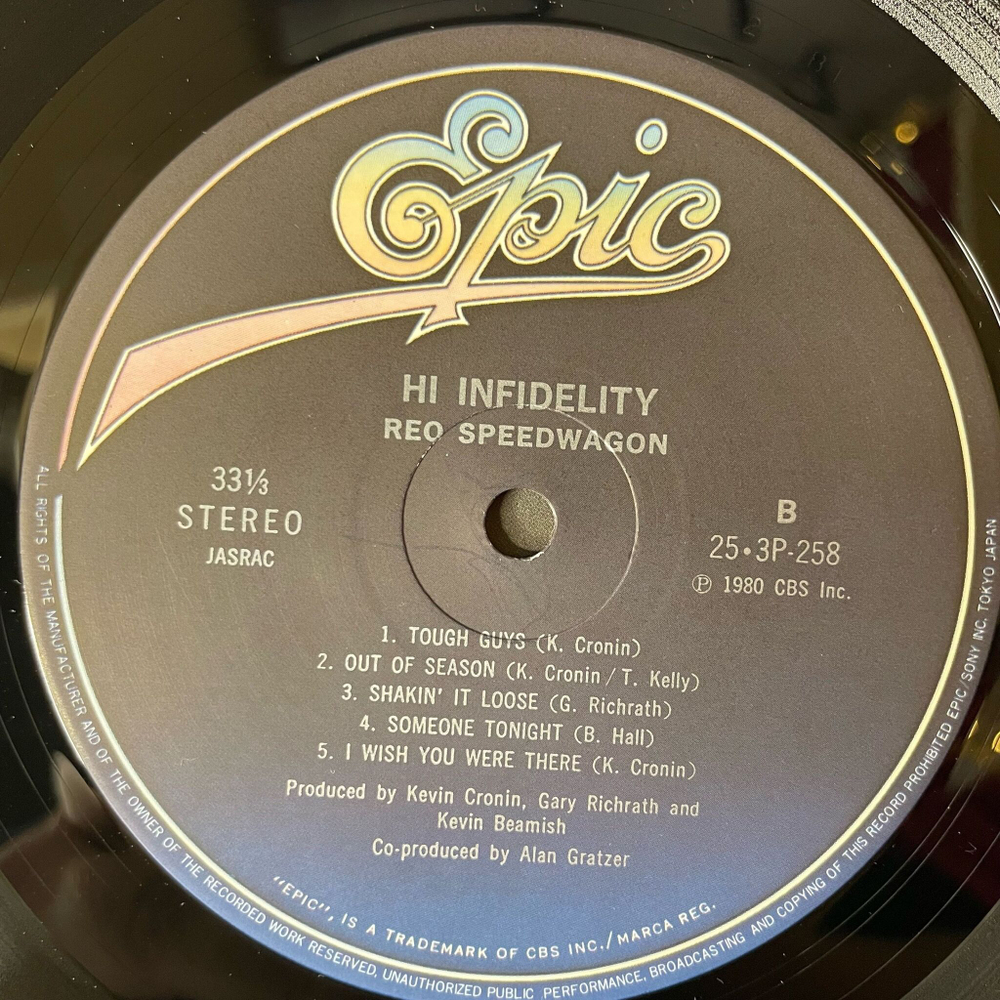 Epic
HI INFIDELITY
REO SPEEDWAGON
33⅓
STEREO
JASRAC
B
25•3P-258
Ⓟ 1980 CBS Inc.
1. TOUGH GUYS (K. Cronin)
2. OUT OF SEASON (K. Cronin / T. Kelly)
3. SHAKIN' IT LOOSE (G. Richrath)
4. SOMEONE TONIGHT (B. Hall)
5. I WISH YOU WERE THERE (K. Cronin)
Produced by Kevin Cronin, Gary Richrath and
Kevin Beamish
Co-produced by Alan Gratzer
"EPIC", IS A TRADEMARK OF CBS INC./MARCA REG.
ALL RIGHTS OF THE MANUFACTURER AND OF THE OWNER OF THE RECORDED WORK RESERVED, UNAUTHORIZED PUBLIC PERFORMANCE, BROADCASTING AND COPYING OF THIS RECORD PROHIBITED EPIC/SONY INC. TOKYO JAPAN